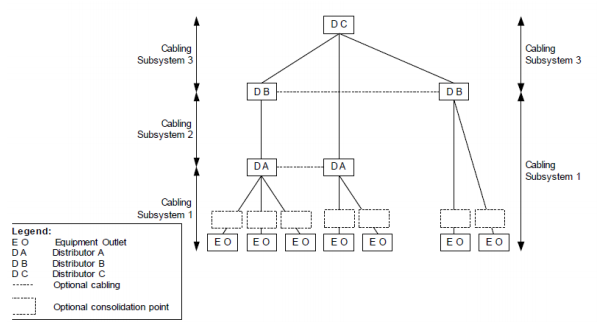 D C
Cabling
Subsystem 3
Cabling
Subsystem 3
D B
D B
Cabling
Subsystem 2
D A
D A
Cabling
Subsystem 1
Cabling
Subsystem 1
E O
E O
E O
E O
E O
E O
E O
Legend:
E O Equipment Outlet
D A Distributor A
D B Distributor B
D C Distributor C
Optional cabling
Optional consolidation point